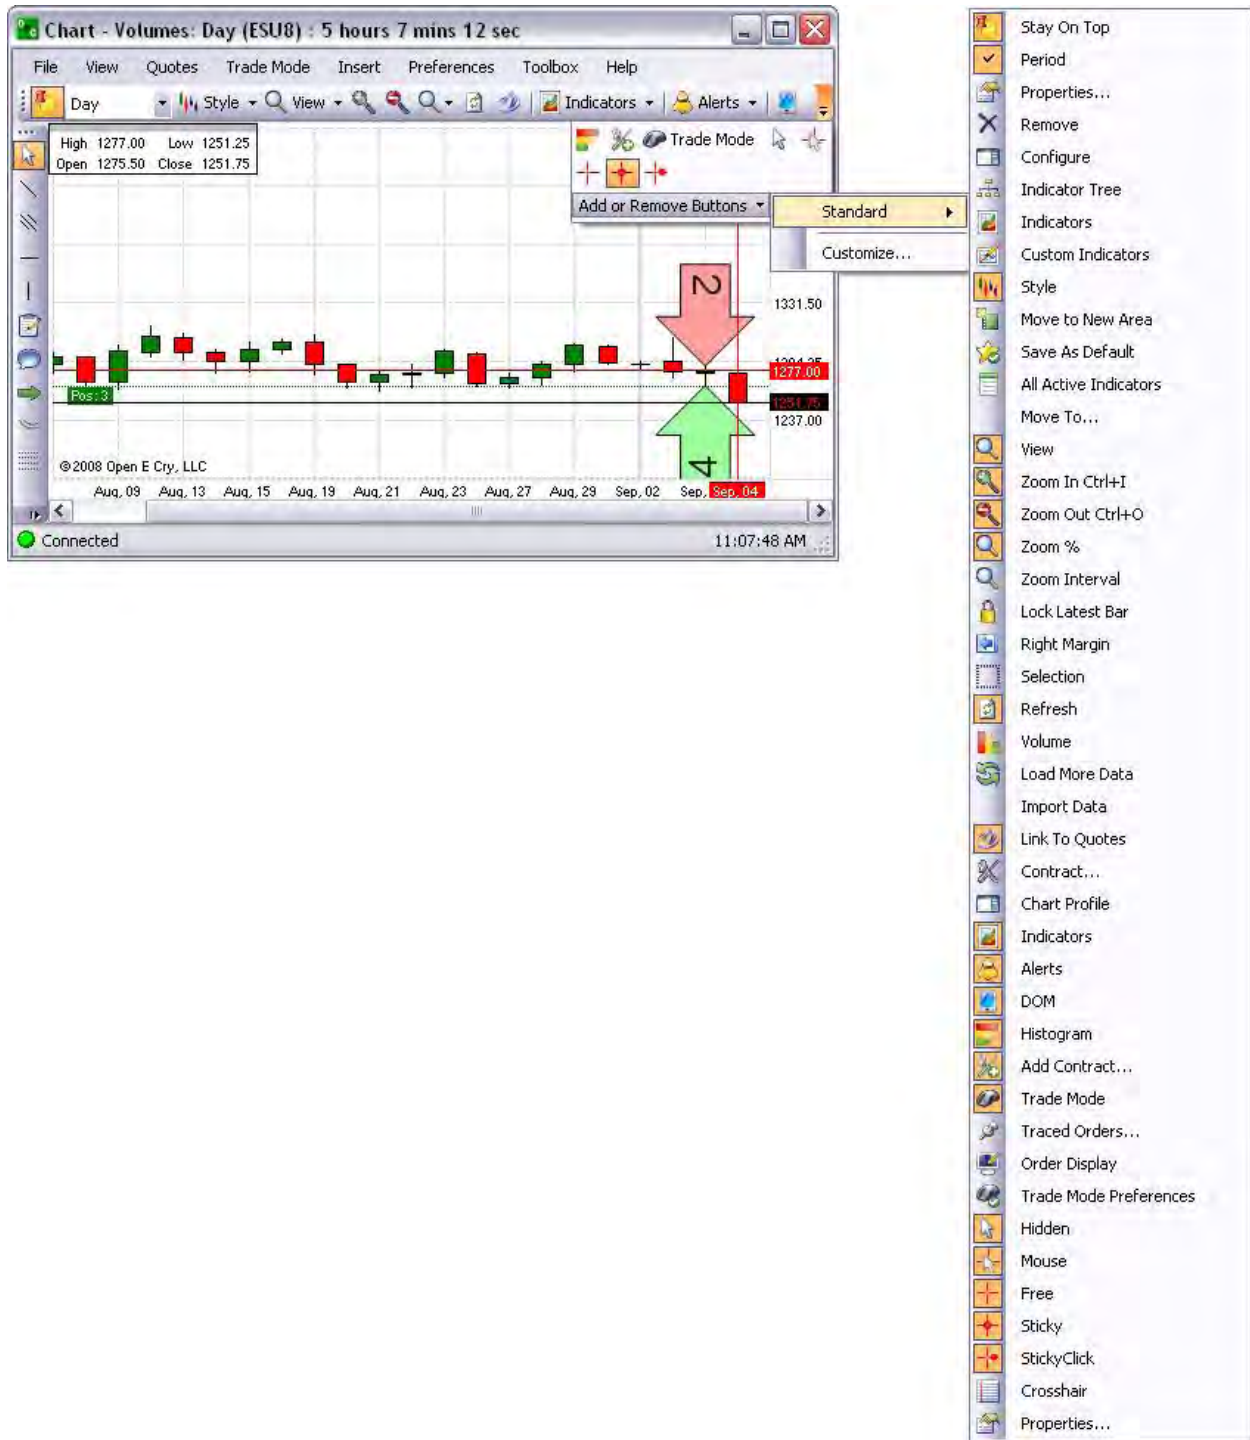 Chart - Volumes: Day (ESU8) : 5 hours 7 mins 12 sec
File View Quotes Trade Mode Insert Preferences Toolbox Help
Day Style View Indicators Alerts
High 1277.00 Low 1251.25
Open 1275.50 Close 1251.75
Trade Mode
Add or Remove Buttons
Standard
Customize...
2
1331.50
1277.00
1251.75
1237.00
Pos: 3
4
©2008 Open E Cry, LLC
Aug, 09 Aug, 13 Aug, 15 Aug, 19 Aug, 21 Aug, 23 Aug, 27 Aug, 29 Sep, 02 Sep, Sep, 04
Connected 11:07:48 AM
Stay On Top
Period
Properties...
Remove
Configure
Indicator Tree
Indicators
Custom Indicators
Style
Move to New Area
Save As Default
All Active Indicators
Move To...
View
Zoom In Ctrl+I
Zoom Out Ctrl+O
Zoom %
Zoom Interval
Lock Latest Bar
Right Margin
Selection
Refresh
Volume
Load More Data
Import Data
Link To Quotes
Contract...
Chart Profile
Indicators
Alerts
DOM
Histogram
Add Contract...
Trade Mode
Traced Orders...
Order Display
Trade Mode Preferences
Hidden
Mouse
Free
Sticky
StickyClick
Crosshair
Properties...